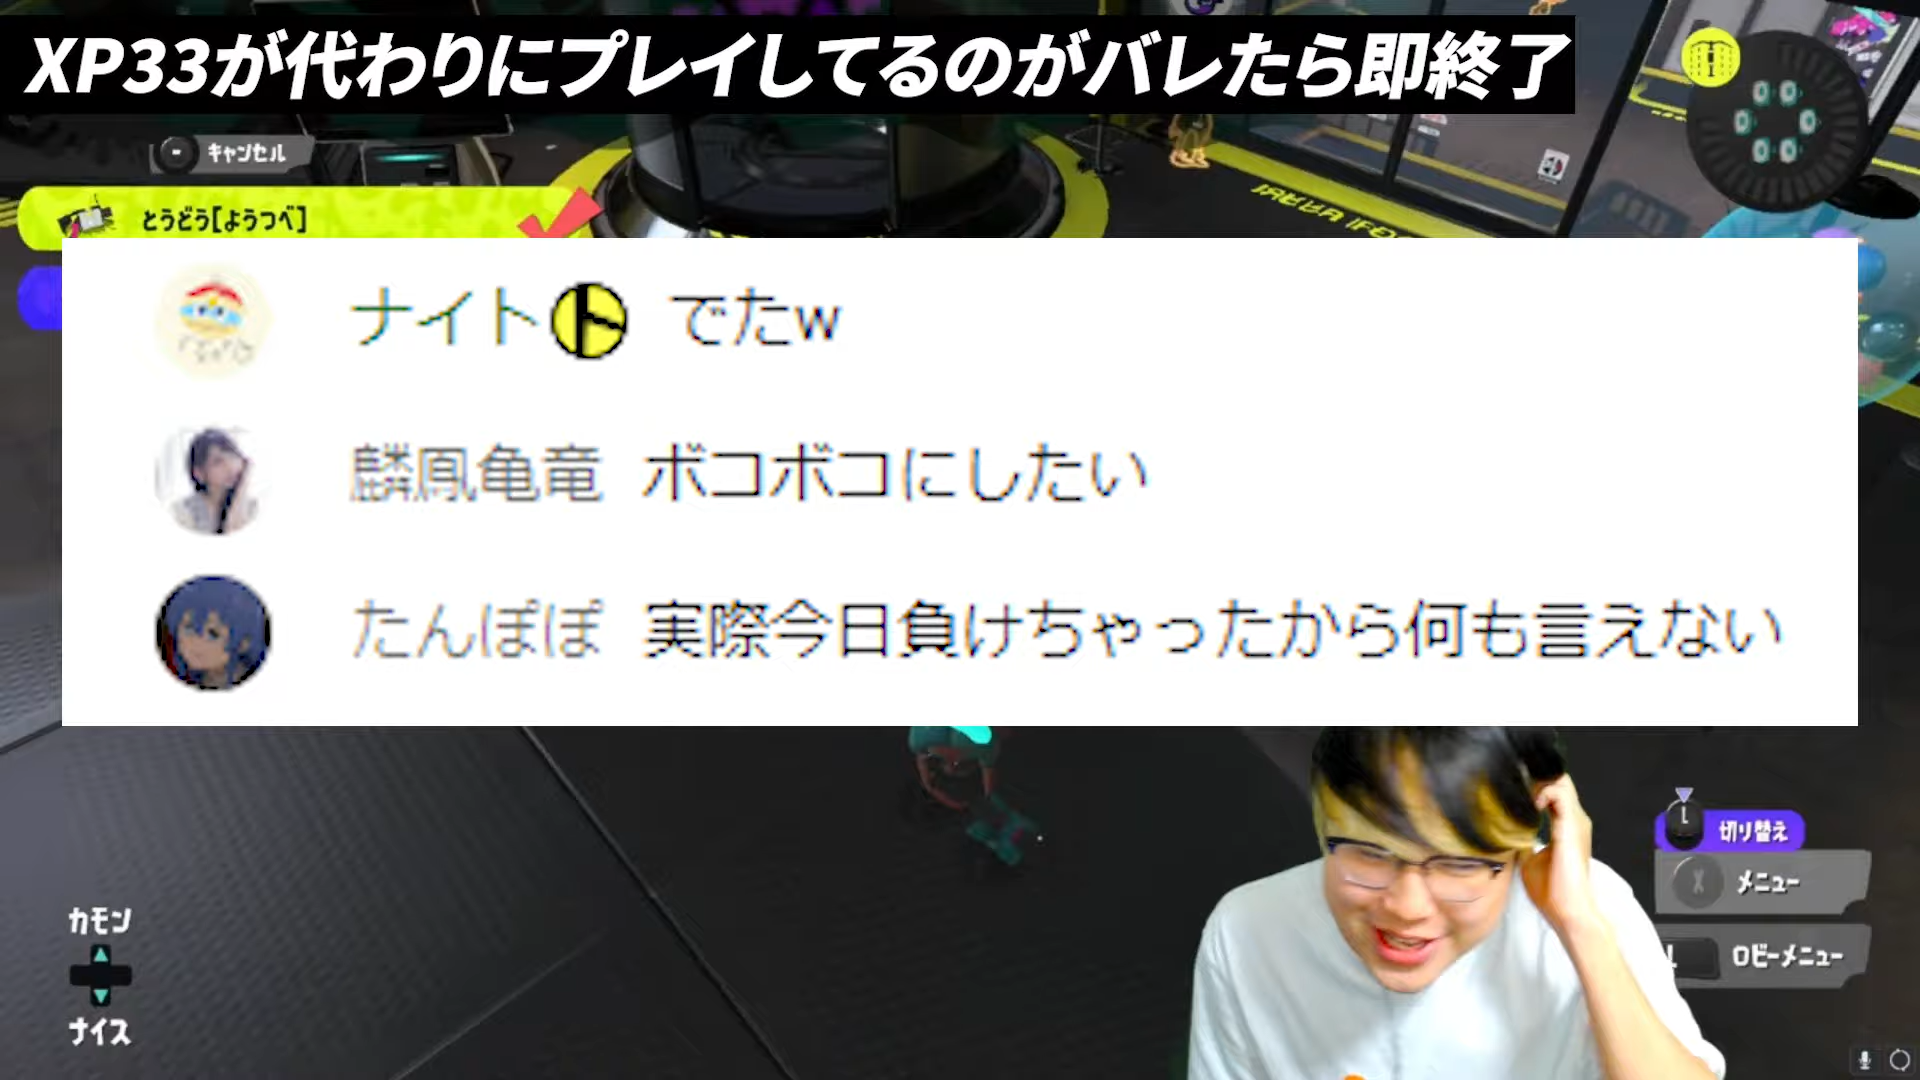 XP33が代わりにプレイしてるのがバレたら即終了
- キャンセル
とうどう[ようつべ]
ナイト ト でたw
麟凰亀竜 ボコボコにしたい
たんぽぽ 実際今日負けちゃったから何も言えない
L 切り替え
X メニュー
L ロビーメニュー
カモン
ナイス